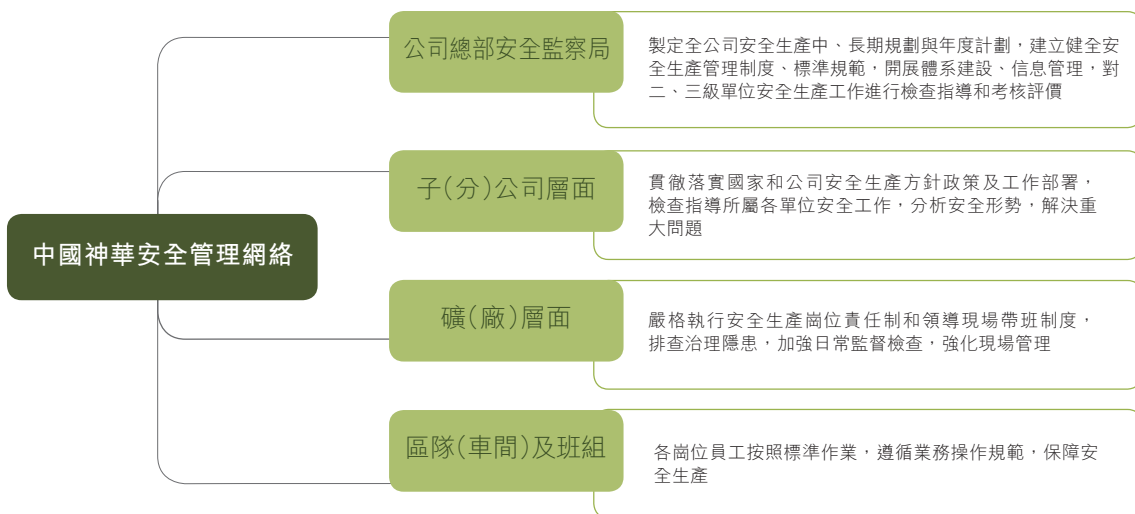 中國神華安全管理網絡
公司總部安全監察局
製定全公司安全生產中、長期規劃與年度計劃，建立健全安
全生產管理制度、標準規範，開展體系建設、信息管理，對
二、三級單位安全生產工作進行檢查指導和考核評價
子(分)公司層面
貫徹落實國家和公司安全生產方針政策及工作部署，
檢查指導所屬各單位安全工作，分析安全形勢，解決重
大問題
礦(廠)層面
嚴格執行安全生產崗位責任制和領導現場帶班制度，
排查治理隱患，加強日常監督檢查，強化現場管理
區隊(車間)及班組
各崗位員工按照標準作業，遵循業務操作規範，保障安
全生產